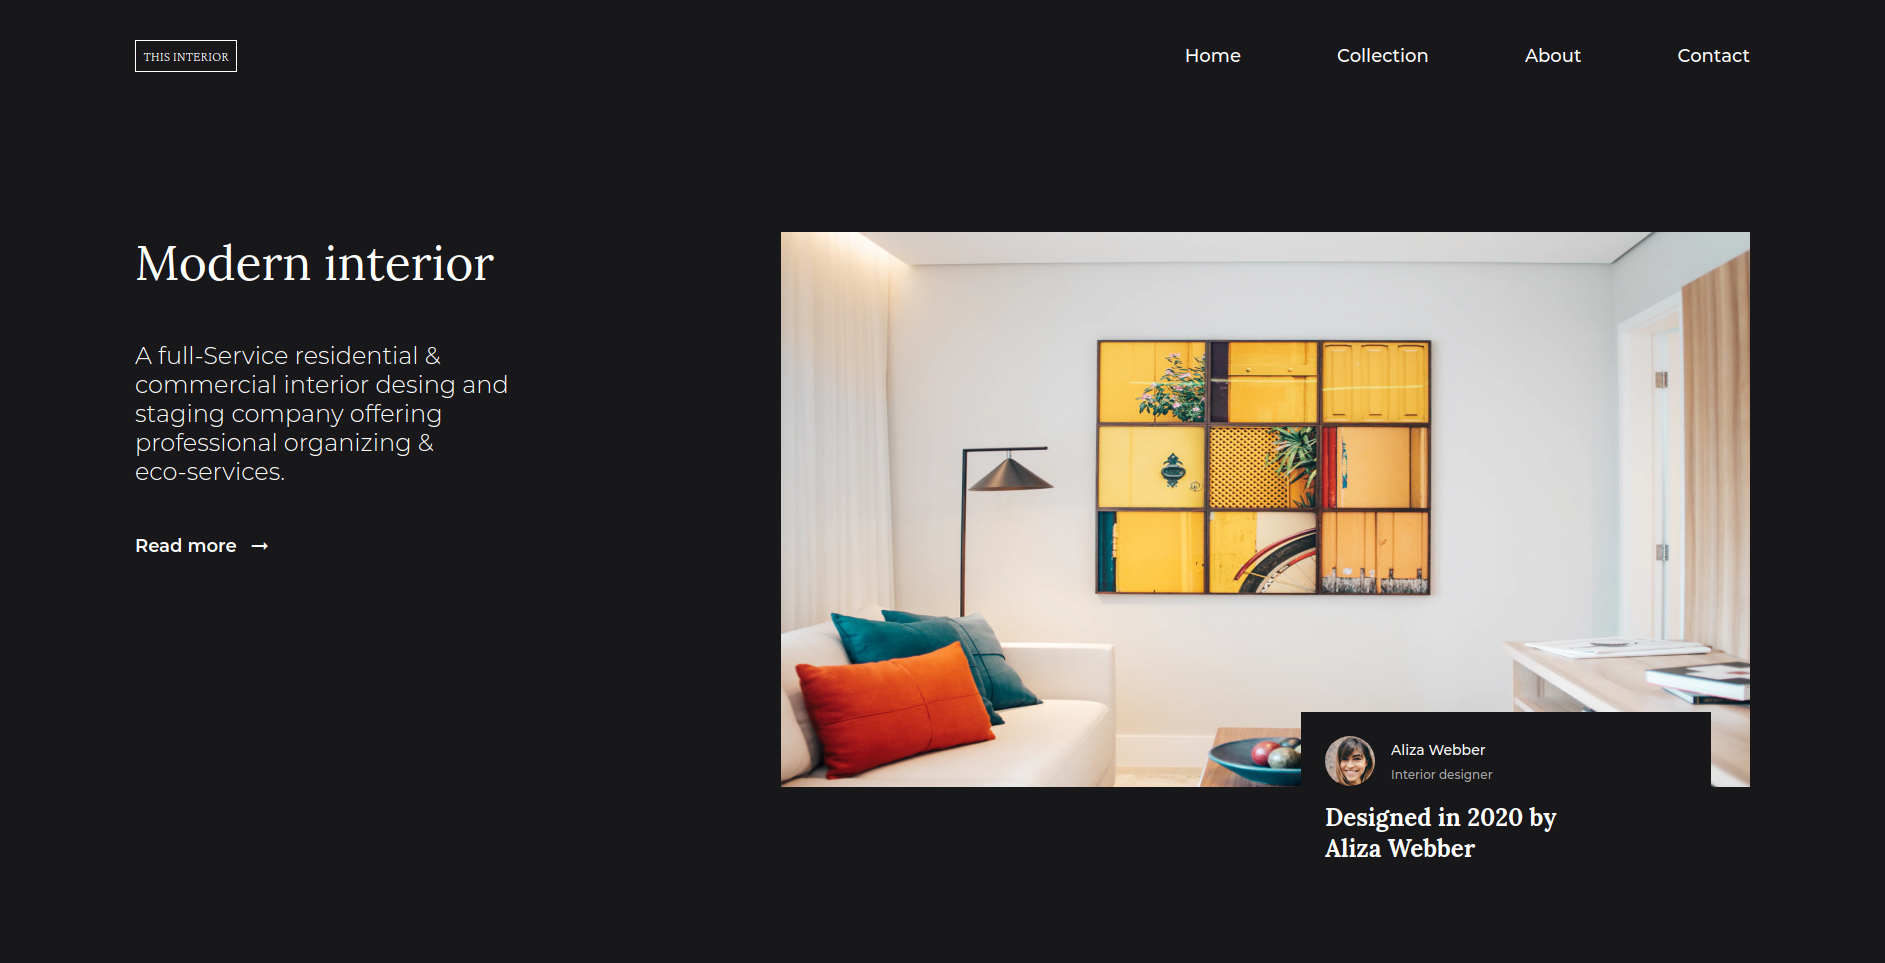 THIS INTERIOR
Home
Collection
About
Contact
Modern interior
A full-Service residential &
commercial interior desing and
staging company offering
professional organizing &
eco-services.
Read more →
Aliza Webber
Interior designer
Designed in 2020 by
Aliza Webber